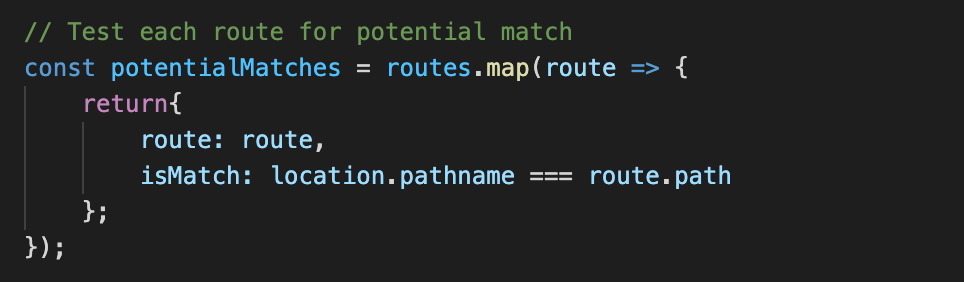 // Test each route for potential match
const potentialMatches = routes.map(route => {
    return{
        route: route,
        isMatch: location.pathname === route.path
    };
});